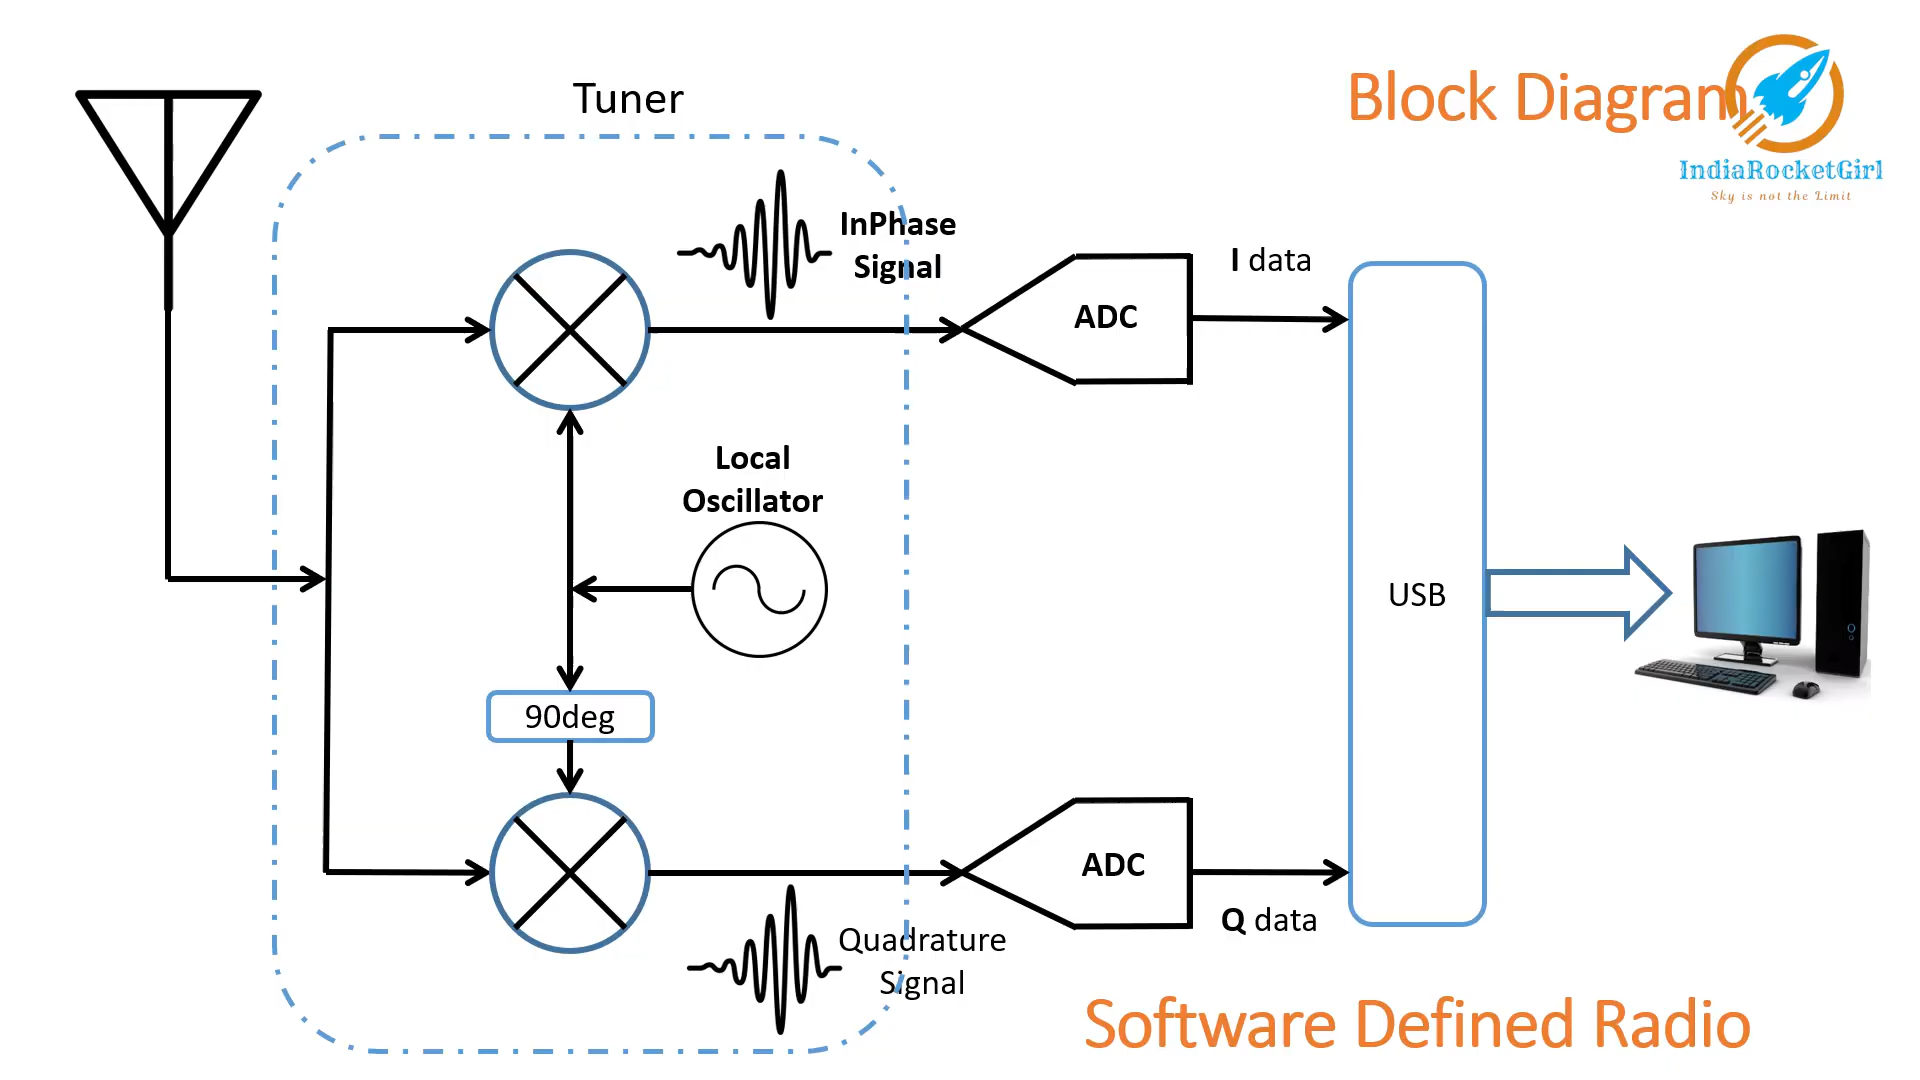 Block Diagram
IndiaRocketGirl
Sky is not the Limit
Tuner
InPhase
Signal
ADC
I data
Local
Oscillator
USB
90deg
ADC
Q data
Quadrature
Signal
Software Defined Radio